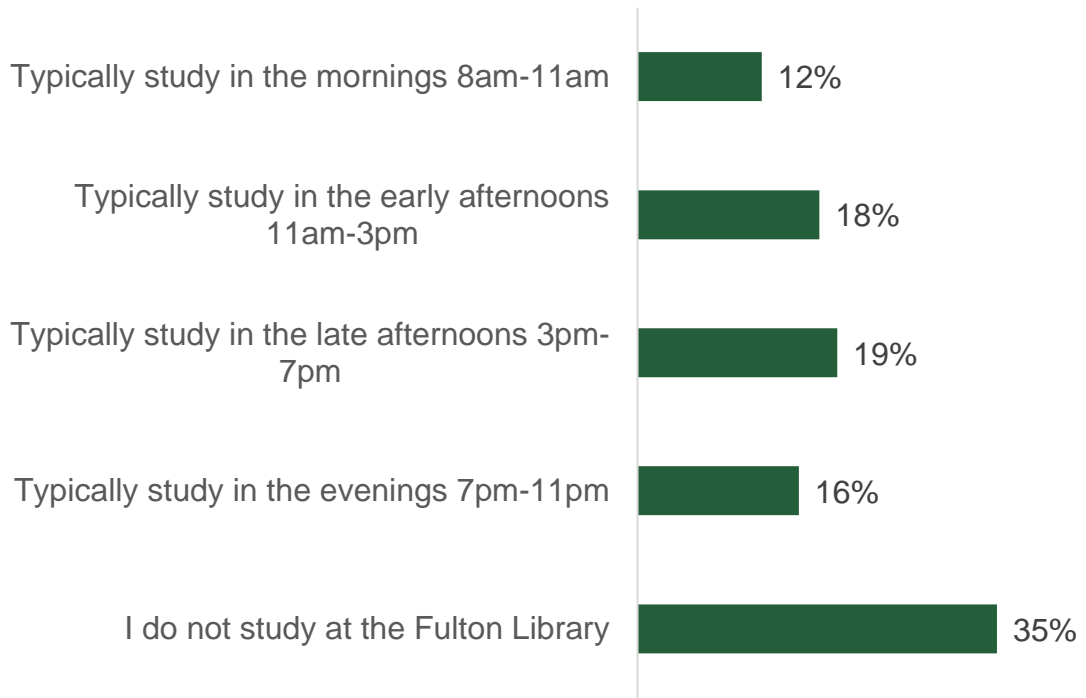 Typically study in the mornings 8am-11am
12%
Typically study in the early afternoons
11am-3pm
18%
Typically study in the late afternoons 3pm-
7pm
19%
Typically study in the evenings 7pm-11pm
16%
I do not study at the Fulton Library
35%